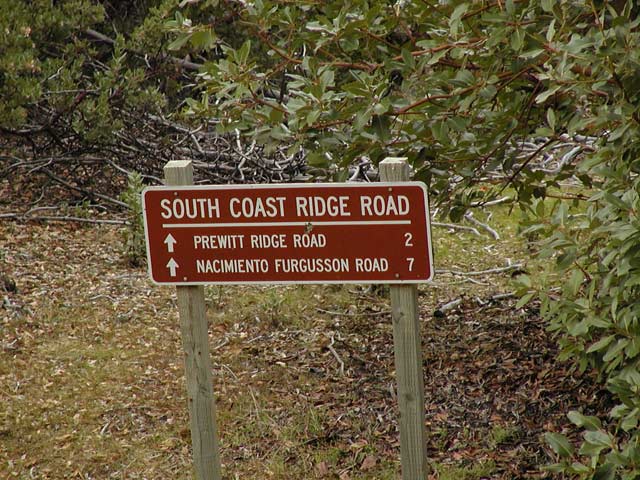 SOUTH COAST RIDGE ROAD
↑ PREWITT RIDGE ROAD 2
↑ NACIMIENTO FURGUSSON ROAD 7